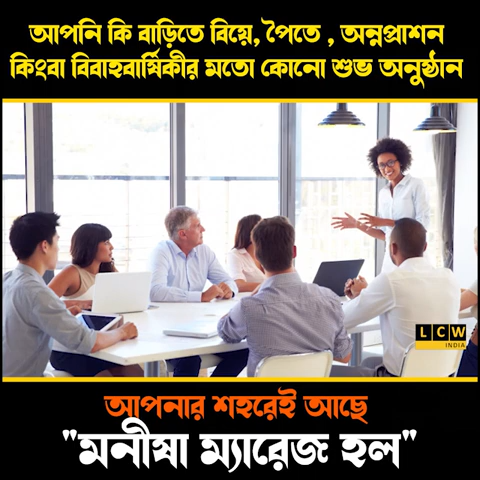 আপনি কি বাড়িতে বিয়ে, পৈতে , অন্নপ্রাশন
কিংবা বিবাহবার্ষিকীর মতো কোনো শুভ অনুষ্ঠান
LCW
INDIA
আপনার শহরেই আছে
"মনীষা ম্যারেজ হল"